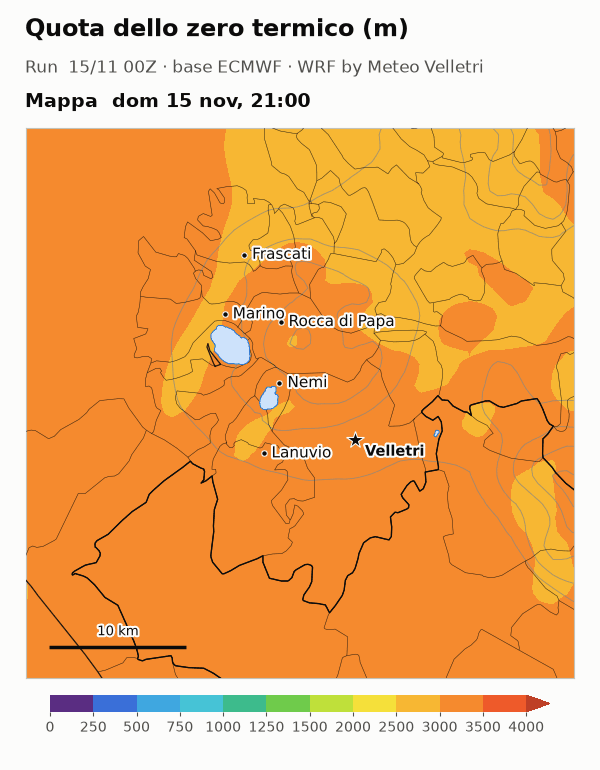 Quota dello zero termico (m)
Run  15/11 00Z · base ECMWF · WRF by Meteo Velletri
Mappa  dom 15 nov, 21:00
Frascati
Marino
Rocca di Papa
Nemi
Velletri
Lanuvio
10 km
0 250 500 750 1000 1250 1500 2000 2500 3000 3500 4000